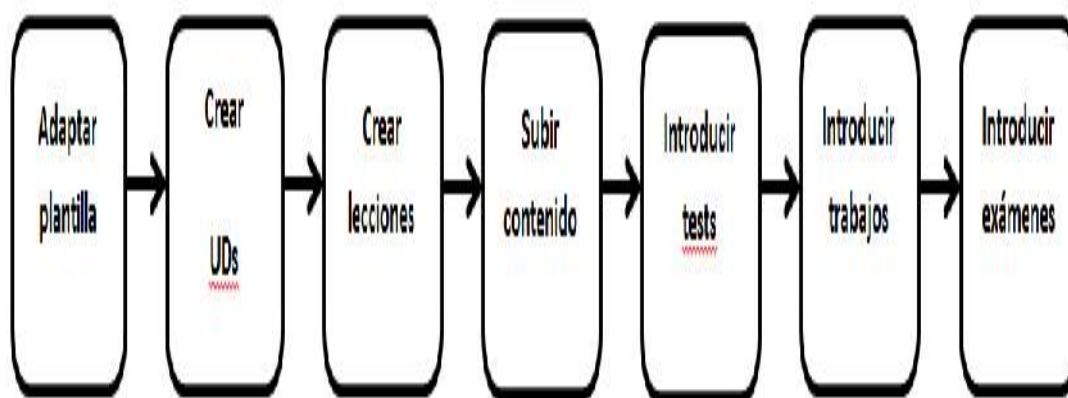 Adaptar
plantilla
Crear
UDs
Crear
lecciones
Subir
contenido
Introducir
tests
Introducir
trabajos
Introducir
exámenes